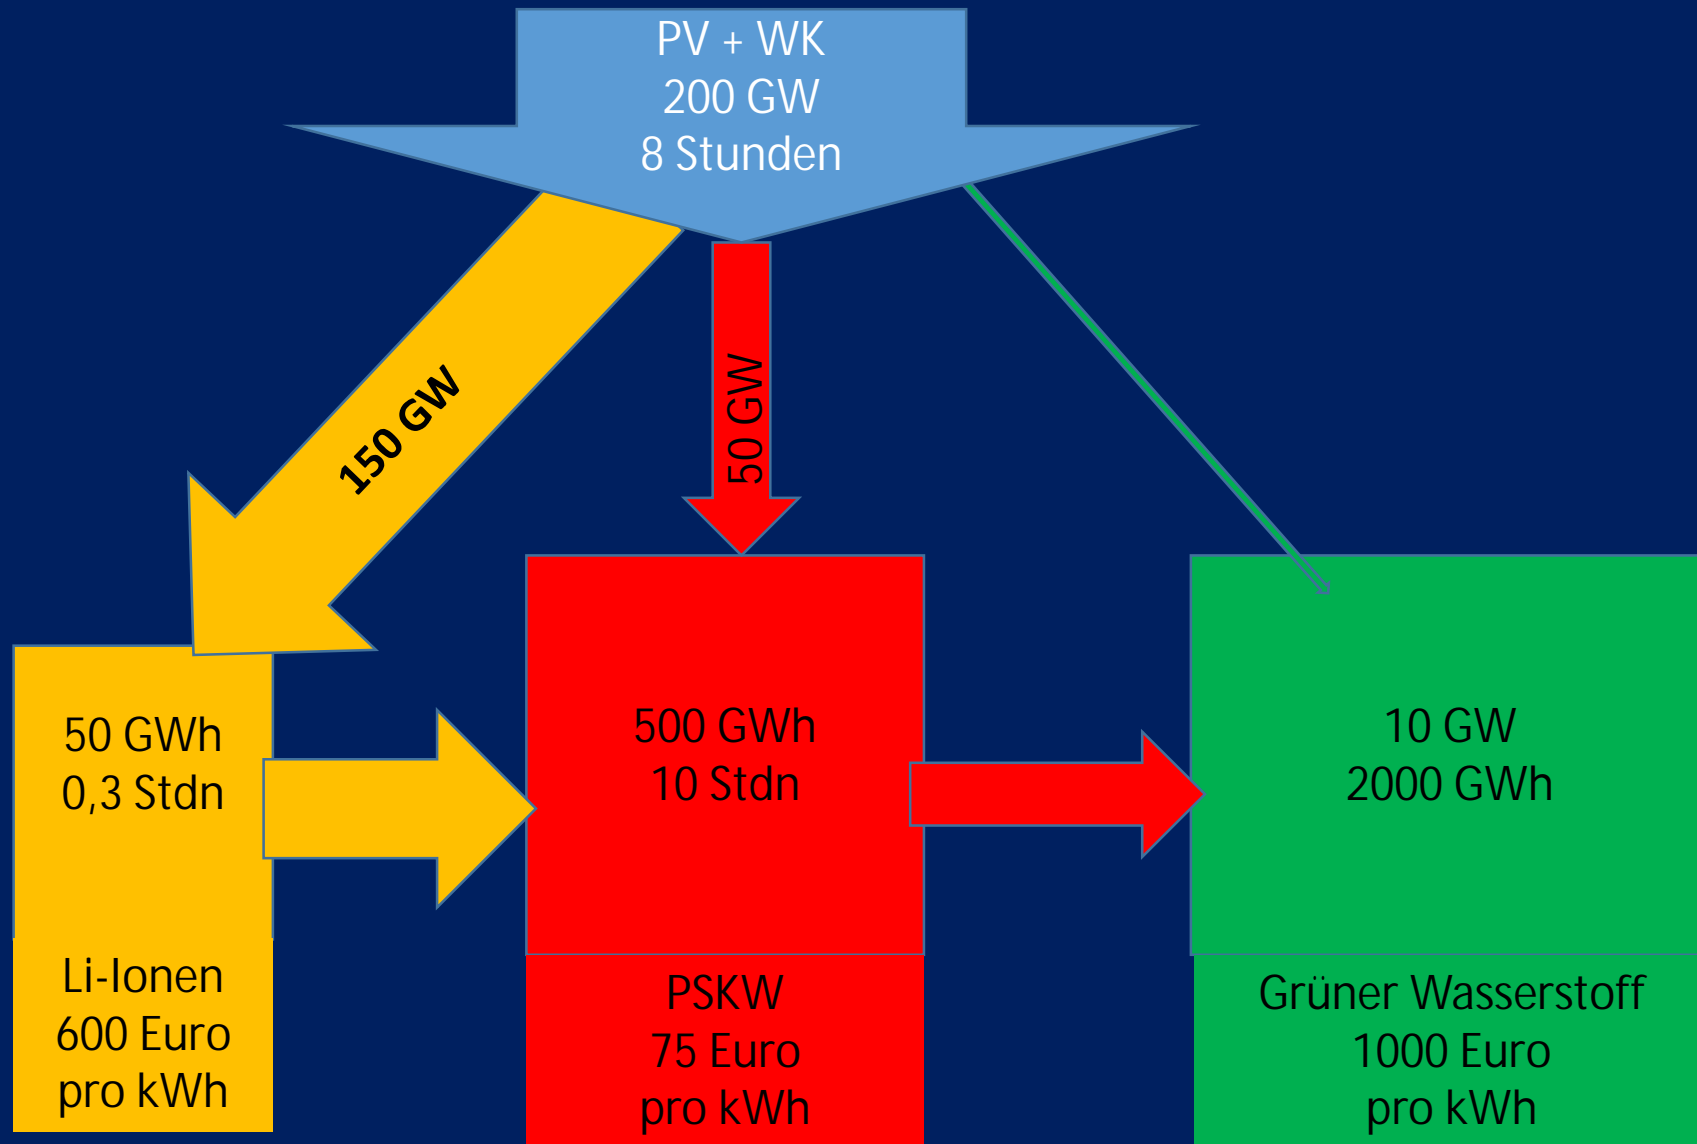 PV + WK
200 GW
8 Stunden
150 GW
50 GW
50 GWh
0,3 Stdn
500 GWh
10 Stdn
10 GW
2000 GWh
Li-Ionen
600 Euro
pro kWh
PSKW
75 Euro
pro kWh
Grüner Wasserstoff
1000 Euro
pro kWh